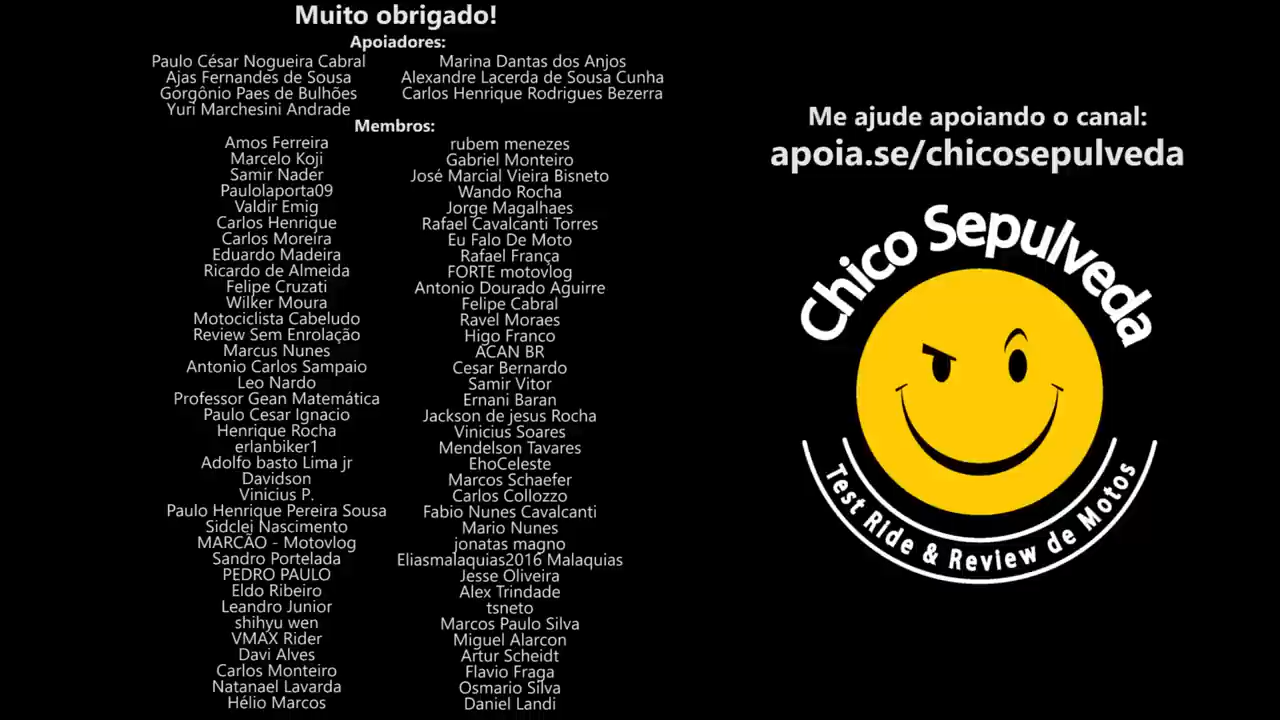 Muito obrigado!
Apoiadores:
Paulo César Nogueira Cabral
Ajas Fernandes de Sousa
Gorgônio Paes de Bulhões
Yuri Marchesini Andrade
Marina Dantas dos Anjos
Alexandre Lacerda de Sousa Cunha
Carlos Henrique Rodrigues Bezerra
Membros:
Amos Ferreira
Marcelo Koji
Samir Nader
Paulolaporta09
Valdir Emig
Carlos Henrique
Carlos Moreira
Eduardo Madeira
Ricardo de Almeida
Felipe Cruzati
Wilker Moura
Motociclista Cabeludo
Review Sem Enrolação
Marcus Nunes
Antonio Carlos Sampaio
Leo Nardo
Professor Gean Matemática
Paulo Cesar Ignacio
Henrique Rocha
erlanbiker1
Adolfo basto Lima jr
Davidson
Vinicius P.
Paulo Henrique Pereira Sousa
Sidclei Nascimento
MARCÃO - Motovlog
Sandro Portelada
PEDRO PAULO
Eldo Ribeiro
Leandro Junior
shihyu wen
VMAX Rider
Davi Alves
Carlos Monteiro
Natanael Lavarda
Hélio Marcos
rubem menezes
Gabriel Monteiro
José Marcial Vieira Bisneto
Wando Rocha
Jorge Magalhaes
Rafael Cavalcanti Torres
Eu Falo De Moto
Rafael França
FORTE motovlog
Antonio Dourado Aguirre
Felipe Cabral
Ravel Moraes
Higo Franco
ACAN BR
Cesar Bernardo
Samir Vitor
Ernani Baran
Jackson de jesus Rocha
Vinicius Soares
Mendelson Tavares
EhoCeleste
Marcos Schaefer
Carlos Collozzo
Fabio Nunes Cavalcanti
Mario Nunes
jonatas magno
Eliasmalaquias2016 Malaquias
Jesse Oliveira
Alex Trindade
tsneto
Marcos Paulo Silva
Miguel Alarcon
Artur Scheidt
Flavio Fraga
Osmario Silva
Daniel Landi
Me ajude apoiando o canal:
apoia.se/chicosepulveda
Chico Sepulveda
Test Ride & Review de Motos